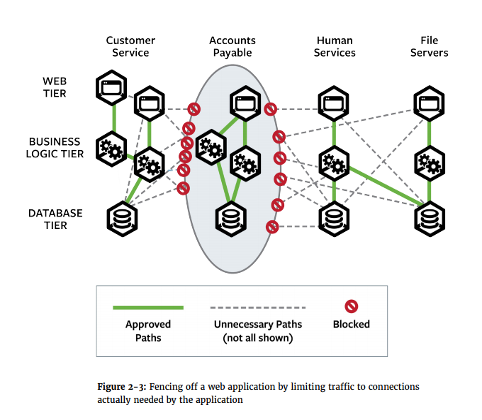 Customer
Service
Accounts
Payable
Human
Services
File
Servers
WEB
TIER
BUSINESS
LOGIC TIER
DATABASE
TIER
Approved
Paths
Unnecessary Paths
(not all shown)
Blocked
Figure 2-3: Fencing off a web application by limiting traffic to connections
actually needed by the application